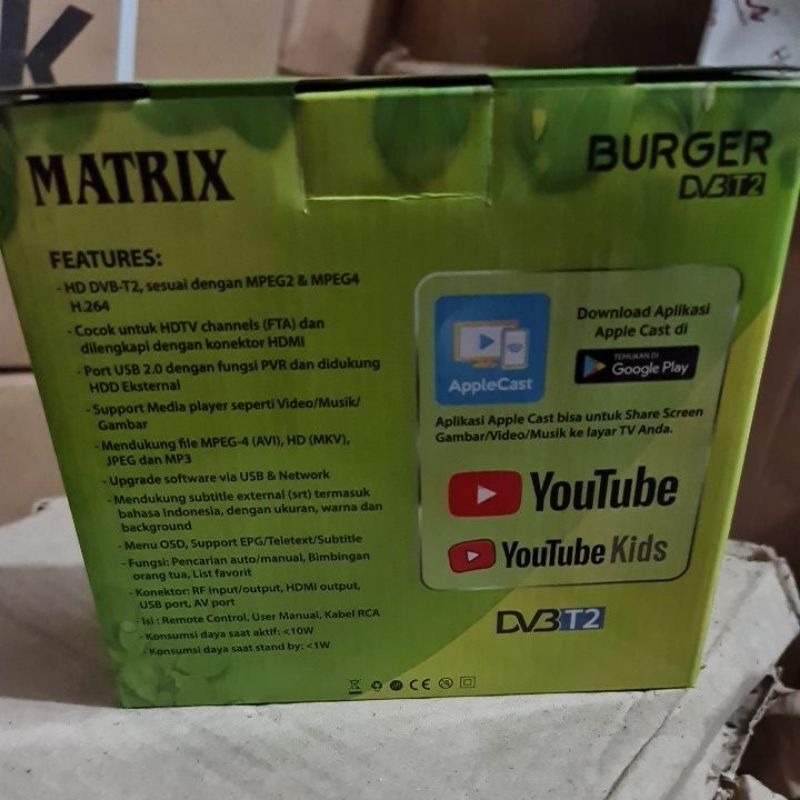 k
MATRIX
BURGER
DVB T2
FEATURES:
- HD DVB-T2, sesuai dengan MPEG2 & MPEG4
H.264
- Cocok untuk HDTV channels (FTA) dan
dilengkapi dengan konektor HDMI
- Port USB 2.0 dengan fungsi PVR dan didukung
HDD Eksternal
- Support Media player seperti Video/Musik/
Gambar
- Mendukung file MPEG-4 (AVI), HD (MKV),
JPEG dan MP3
- Upgrade software via USB & Network
- Mendukung subtitle external (srt) termasuk
bahasa Indonesia, dengan ukuran, warna dan
background
- Menu OSD, Support EPG/Teletext/Subtitle
- Fungsi: Pencarian auto/manual, Bimbingan
orang tua, List favorit
- Konektor: RF input/output, HDMI output,
USB port, AV port
- Isi : Remote Control, User Manual, Kabel RCA
- Konsumsi daya saat aktif: <10W
- Konsumsi daya saat stand by: <1W
AppleCast
Download Aplikasi
Apple Cast di
TEMUKAN DI
Google Play
Aplikasi Apple Cast bisa untuk Share Screen
Gambar/Video/Musik ke layar TV Anda.
YouTube
YouTube Kids
DVB T2
CE